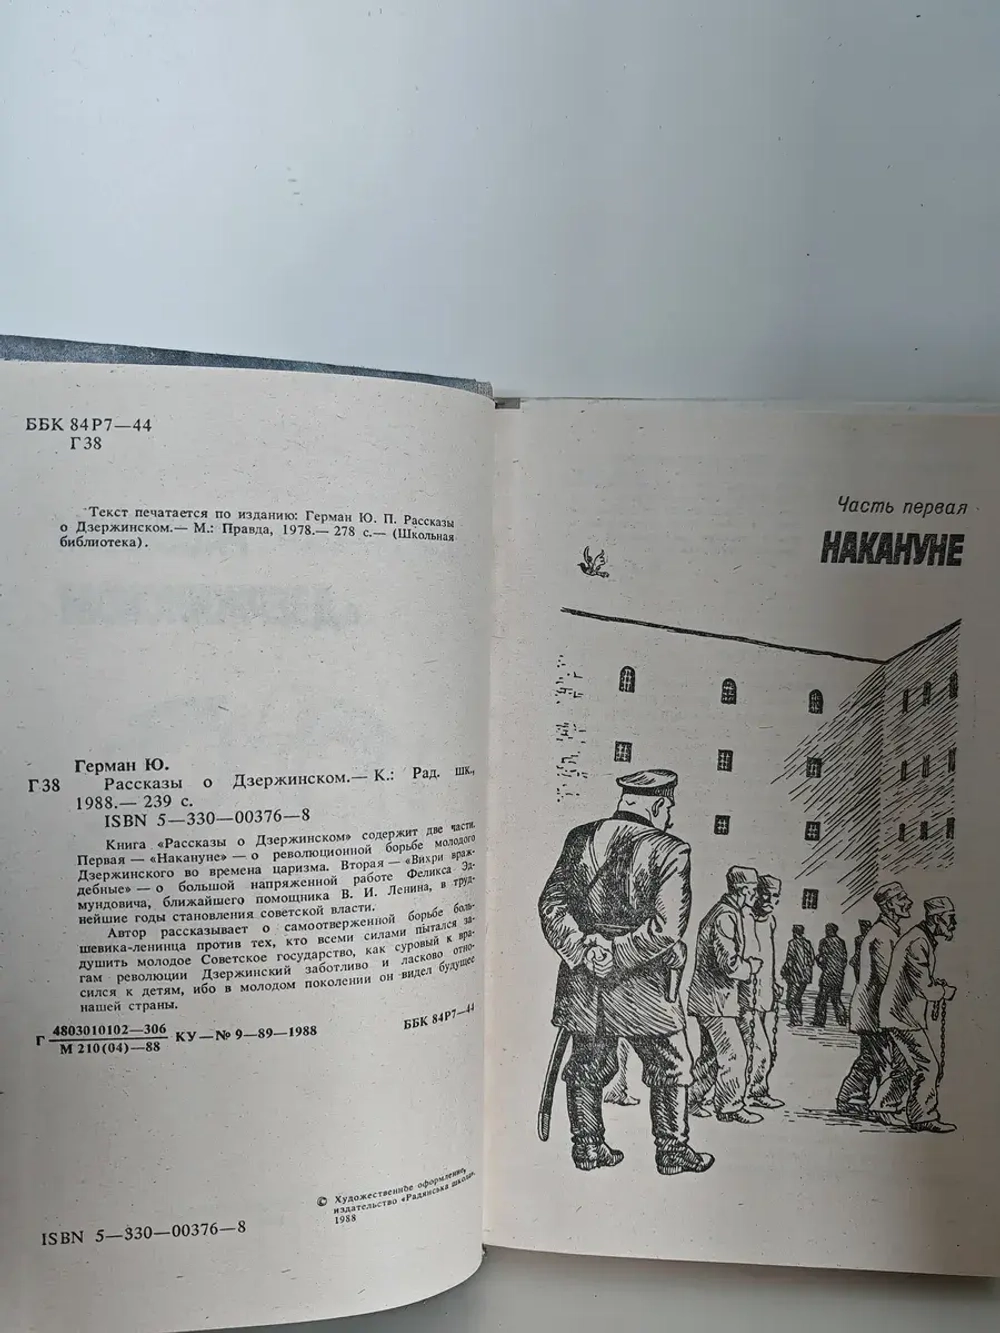 ББК 84Р7—44
Г 38
Текст печатается по изданию: Герман Ю. П. Рассказы
о Дзержинском.— М.: Правда, 1978.— 278 с.— (Школьная
библиотека).
Герман Ю.
Г 38 Рассказы о Дзержинском.— К.: Рад. шк.,
1988.— 239 с.
ISBN 5—330—00376—8
Книга «Рассказы о Дзержинском» содержит две части.
Первая — «Накануне» — о революционной борьбе молодого
Дзержинского во времена царизма. Вторая — «Вихри враж-
дебные» — о большой напряженной работе Феликса Эд-
мундовича, ближайшего помощника В. И. Ленина, в труд-
нейшие годы становления советской власти.
Автор рассказывает о самоотверженной борьбе боль-
шевика-ленинца против тех, кто всеми силами пытался за-
душить молодое Советское государство, как суровый к вра-
гам революции Дзержинский заботливо и ласково отно-
сился к детям, ибо в молодом поколении он видел будущее
нашей страны.
Г 4803010102—306
М 210(04)—88 КУ—№ 9—89—1988
ББК 84Р7—44
© Художественное оформление,
издательство «Радянська школа»,
1988
ISBN 5—330—00376—8
Часть первая
НАКАНУНЕ